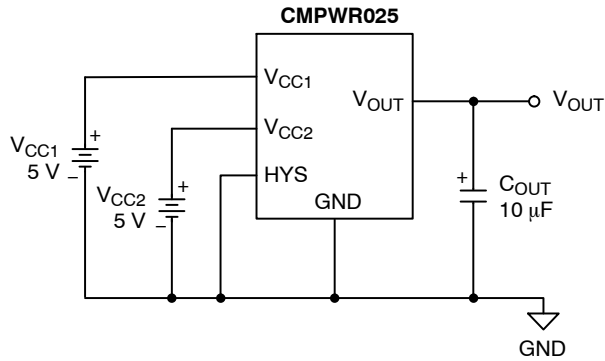 CMPWR025
VCC1
VOUT
VOUT
VCC2
VCC1
5 V
+
−
HYS
VCC2
5 V
+
−
GND
+
COUT
10 μF
GND